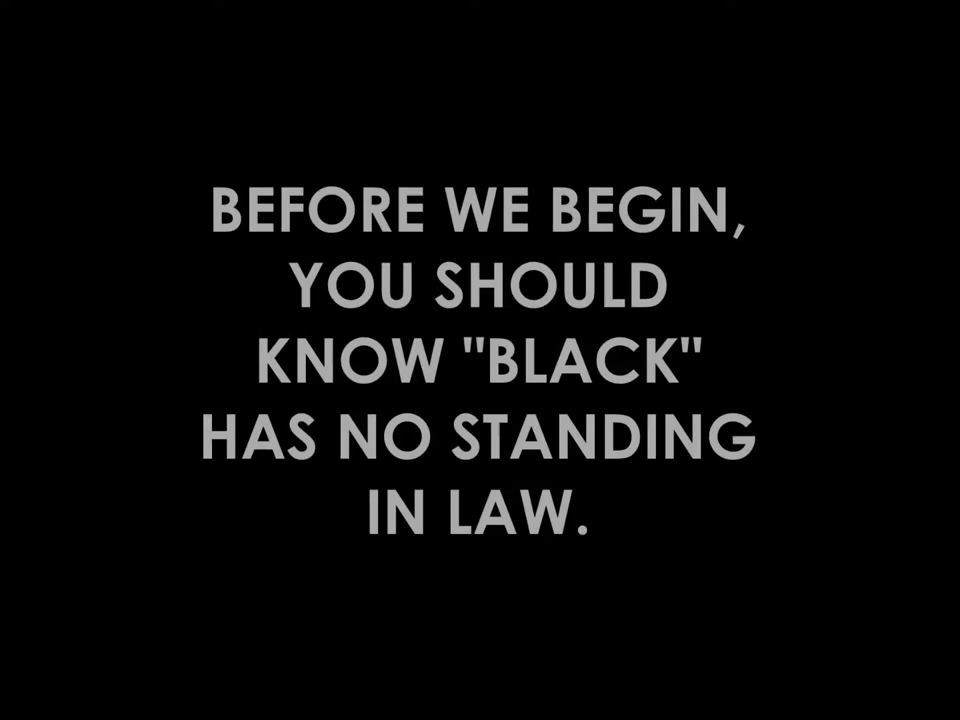 BEFORE WE BEGIN,
YOU SHOULD
KNOW "BLACK"
HAS NO STANDING
IN LAW.